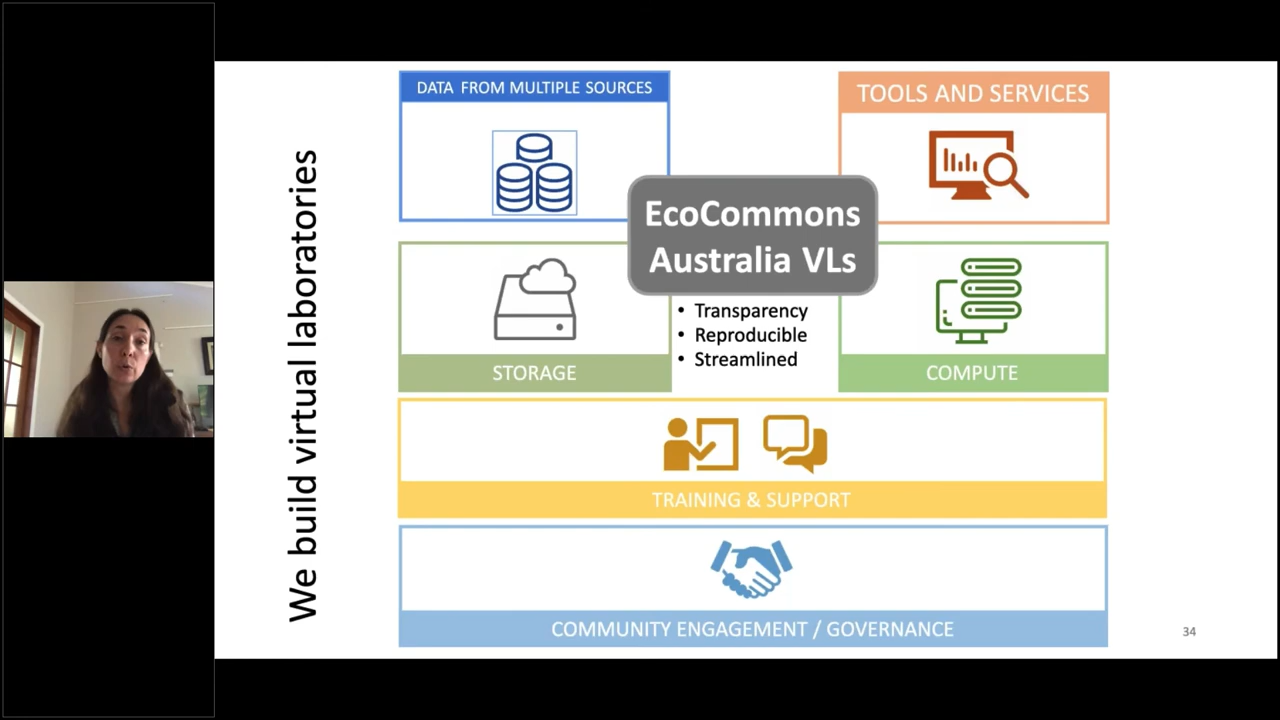 We build virtual laboratories
DATA FROM MULTIPLE SOURCES
TOOLS AND SERVICES
EcoCommons
Australia VLs
• Transparency
• Reproducible
• Streamlined
STORAGE
COMPUTE
TRAINING & SUPPORT
COMMUNITY ENGAGEMENT / GOVERNANCE
34